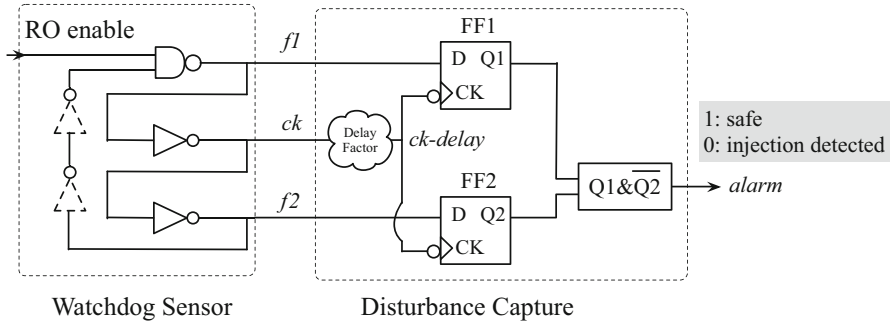 RO enable
f1
ck
f2
Delay
Factor
ck-delay
FF1
D Q1
CK
FF2
D Q2
CK
Q1&Q̅2̅
1: safe
0: injection detected
alarm
Watchdog Sensor
Disturbance Capture